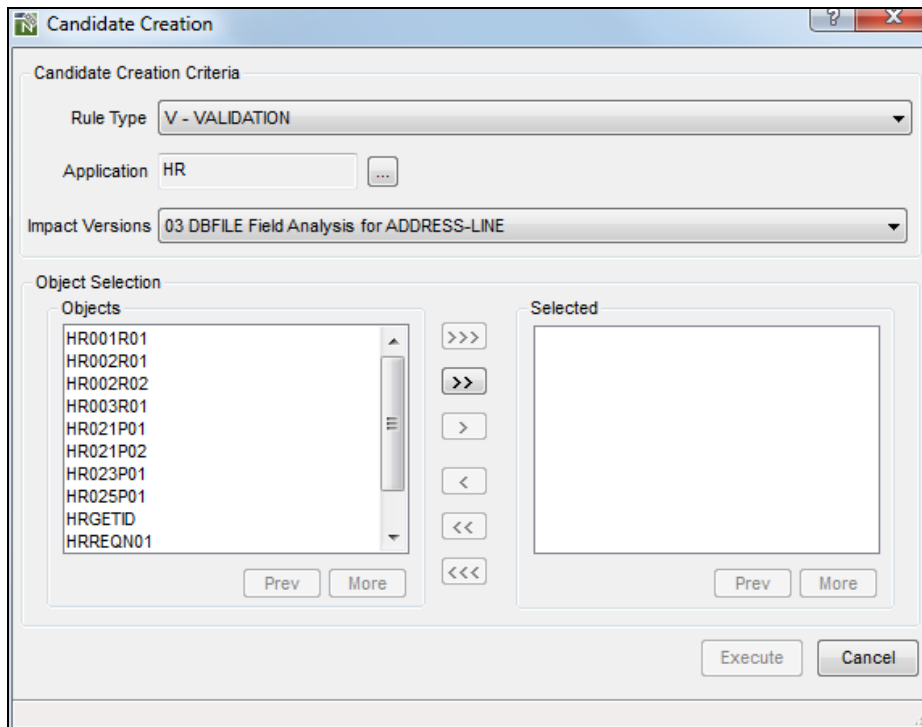 Candidate Creation
Candidate Creation Criteria
Rule Type V - VALIDATION
Application HR ...
Impact Versions 03 DBFILE Field Analysis for ADDRESS-LINE
Object Selection
Objects
HR001R01
HR002R01
HR002R02
HR003R01
HR021P01
HR021P02
HR023P01
HR025P01
HRGETID
HRREQN01
Prev More
>>>
>>
>
<
<<
<<<
Selected
Prev More
Execute Cancel